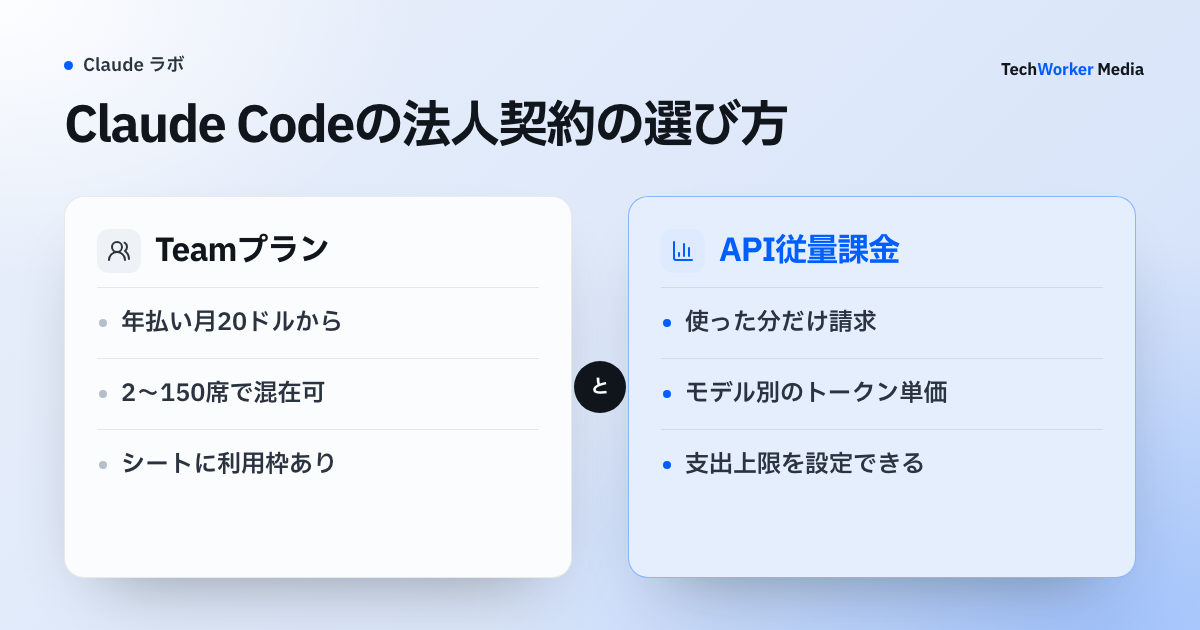 Claude ラボ
TechWorker Media
Claude Codeの法人契約の選び方
Teamプラン
年払い月20ドルから
2〜150席で混在可
シートに利用枠あり
と
API従量課金
使った分だけ請求
モデル別のトークン単価
支出上限を設定できる